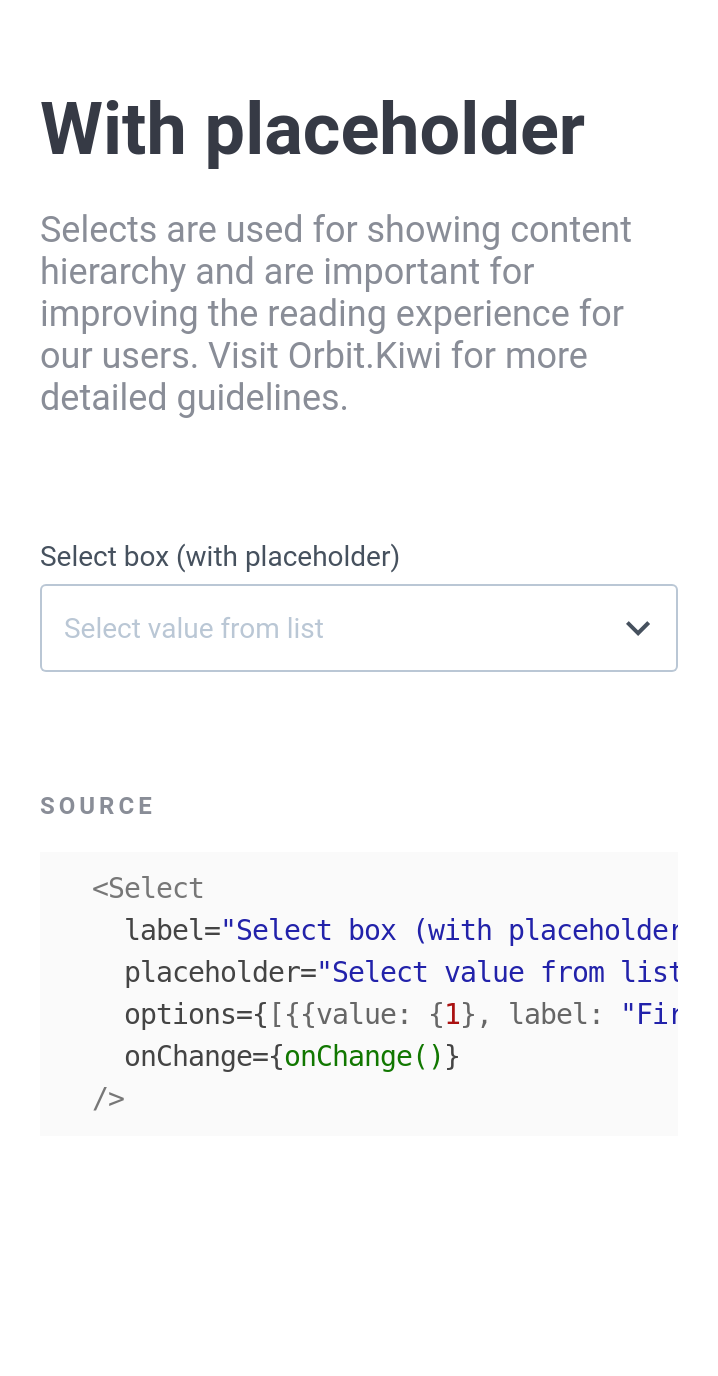 With placeholder
Selects are used for showing content
hierarchy and are important for
improving the reading experience for
our users. Visit Orbit.Kiwi for more
detailed guidelines.
Select box (with placeholder)
Select value from list
SOURCE
<Select
label="Select box (with placeholder
placeholder="Select value from list
options={[{{value: {1}, label: "Fir
onChange={onChange()}
/>